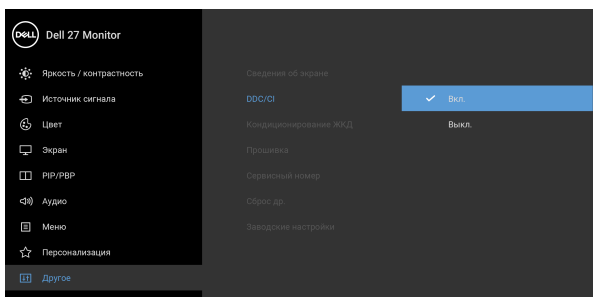 DELL Dell 27 Monitor
Яркость / контрастность Сведения об экране
Источник сигнала DDC/CI Вкл.
Цвет Кондиционирование ЖКД Выкл.
Экран Прошивка
PIP/PBP Сервисный номер
Аудио Сброс др.
Меню Заводские настройки
Персонализация
Другое